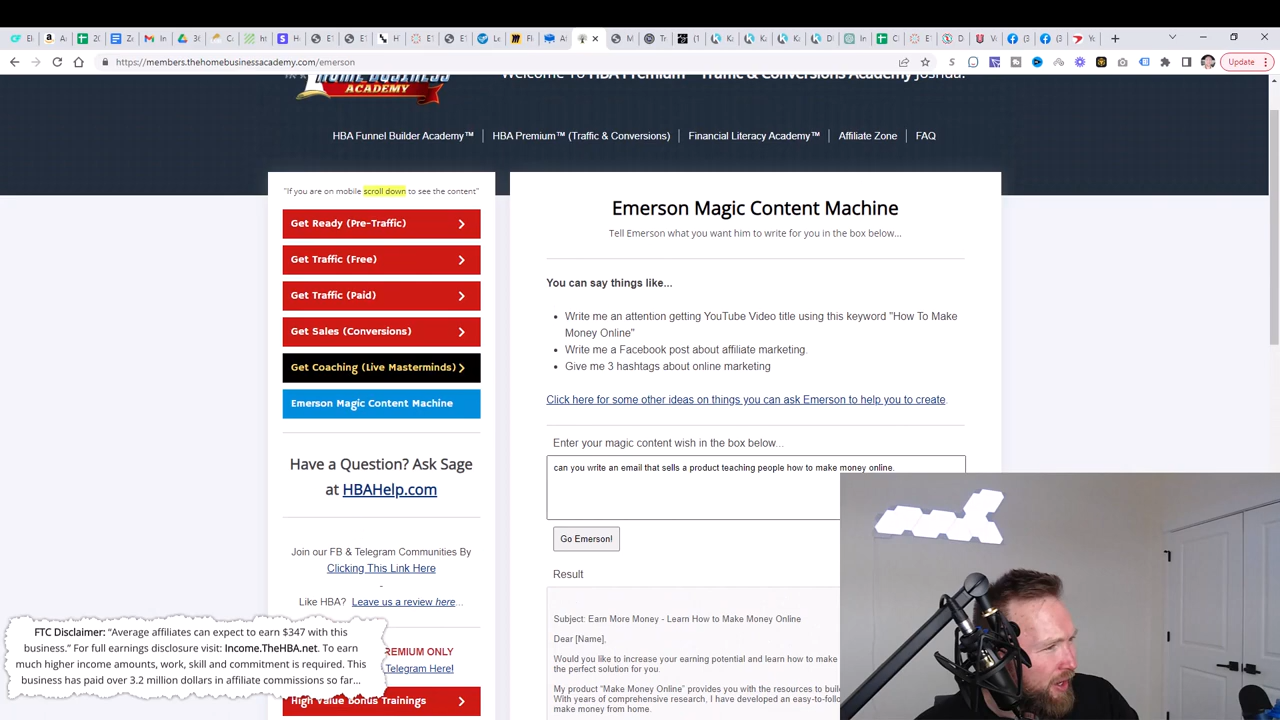 members.thehomebusinessacademy.com/emerson
Update
HOME BUSINESS
ACADEMY
Welcome To HBA Premium - Traffic & Conversions Academy Joshua!
HBA Funnel Builder Academy™
HBA Premium™ (Traffic & Conversions)
Financial Literacy Academy™
Affiliate Zone
FAQ
"If you are on mobile scroll down to see the content"
Get Ready (Pre-Traffic)
Get Traffic (Free)
Get Traffic (Paid)
Get Sales (Conversions)
Get Coaching (Live Masterminds)
Emerson Magic Content Machine
Have a Question? Ask Sage
at HBAHelp.com
Join our FB & Telegram Communities By
Clicking This Link Here
-
Like HBA? Leave us a review here...
REMIUM ONLY
Telegram Here!
High Value Bonus Trainings
FTC Disclaimer: "Average affiliates can expect to earn $347 with this
business." For full earnings disclosure visit: Income.TheHBA.net. To earn
much higher income amounts, work, skill and commitment is required. This
business has paid over 3.2 million dollars in affiliate commissions so far...
Emerson Magic Content Machine
Tell Emerson what you want him to write for you in the box below...
You can say things like...
Write me an attention getting YouTube Video title using this keyword "How To Make
Money Online"
Write me a Facebook post about affiliate marketing.
Give me 3 hashtags about online marketing
Click here for some other ideas on things you can ask Emerson to help you to create.
Enter your magic content wish in the box below...
can you write an email that sells a product teaching people how to make money online.
Go Emerson!
Result
Subject: Earn More Money - Learn How to Make Money Online
Dear [Name],
Would you like to increase your earning potential and learn how to make
the perfect solution for you.
My product "Make Money Online" provides you with the resources to buil
With years of comprehensive research, I have developed an easy-to-follo
make money from home.